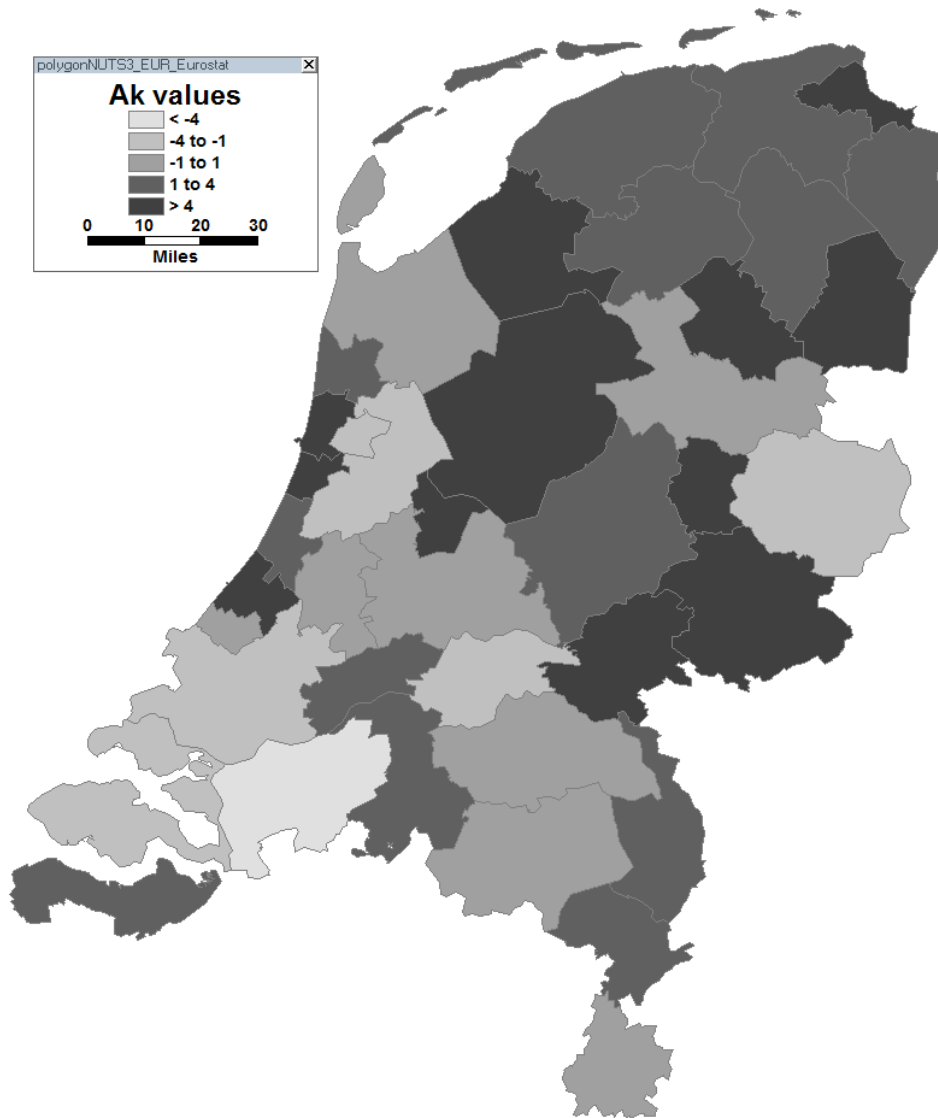 polygonNUTS3_EUR_Eurostat
Ak values
< -4
-4 to -1
-1 to 1
1 to 4
> 4
0 10 20 30
Miles